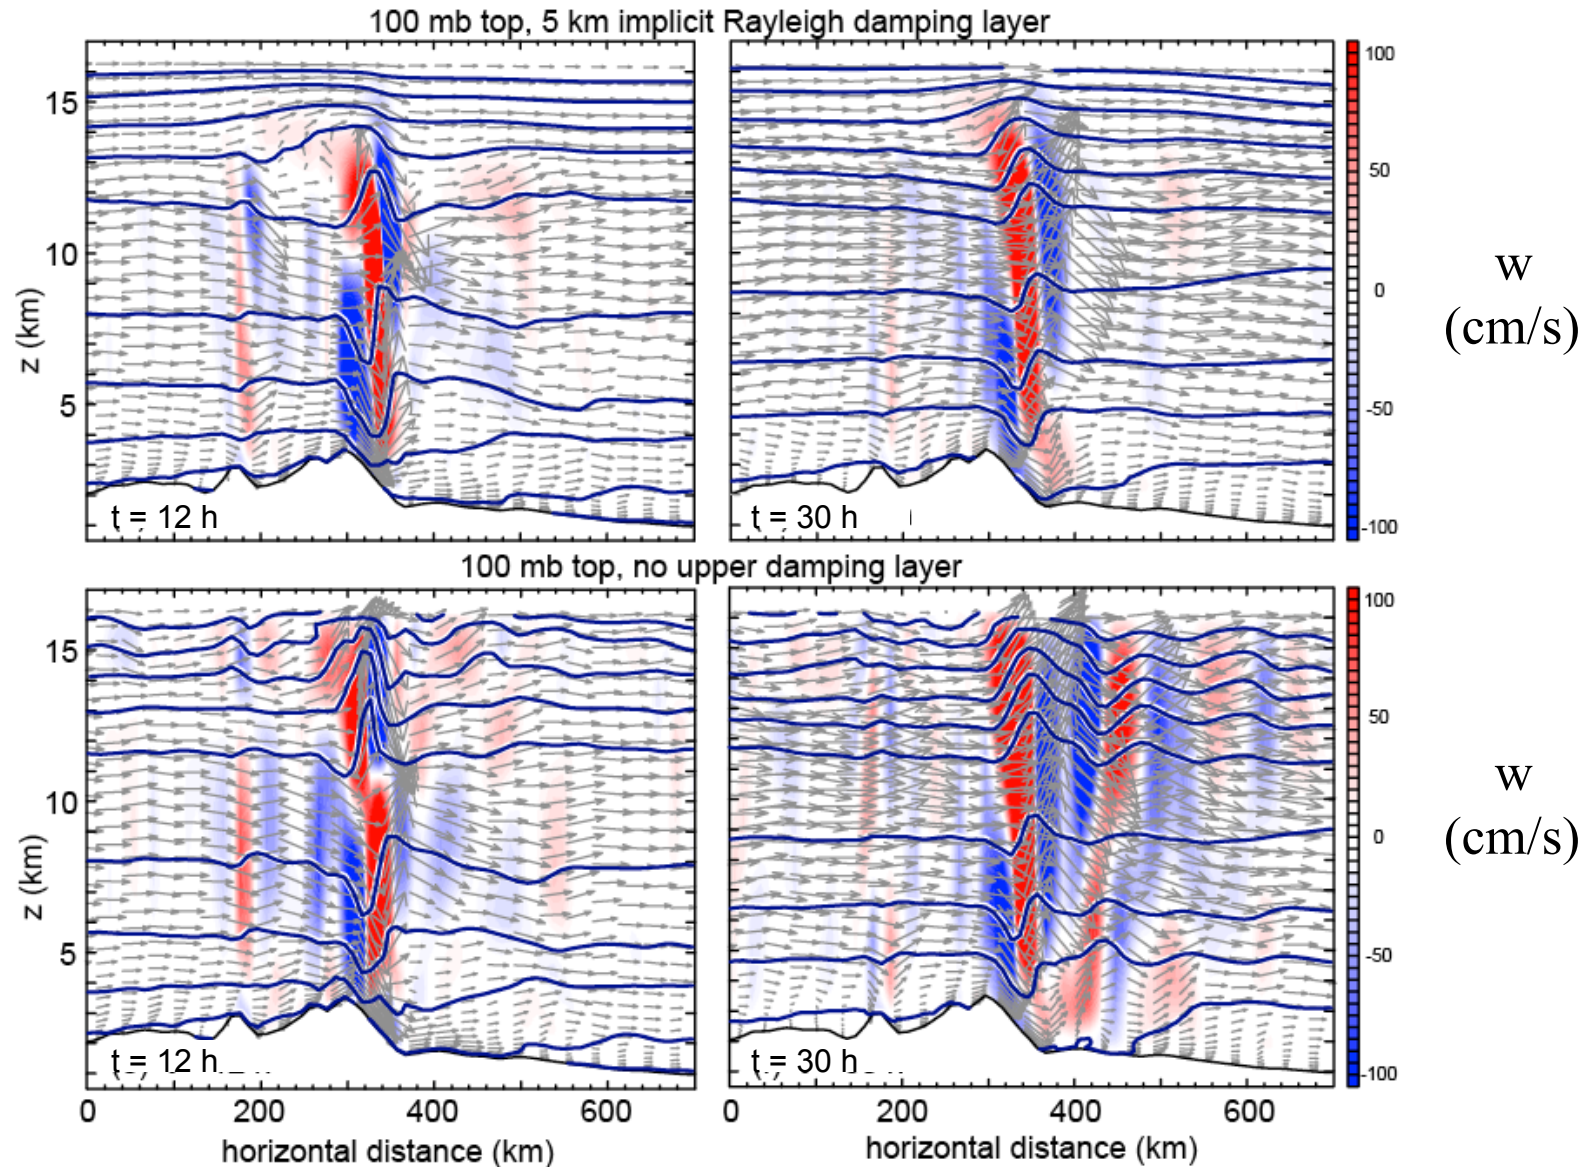 100 mb top, 5 km implicit Rayleigh damping layer
15
10
5
z (km)
t = 12 h
t = 30 h
100
50
0
-50
-100
w
(cm/s)
100 mb top, no upper damping layer
15
10
5
z (km)
t = 12 h
t = 30 h
100
50
0
-50
-100
w
(cm/s)
0 200 400 600
0 200 400 600
horizontal distance (km)
horizontal distance (km)